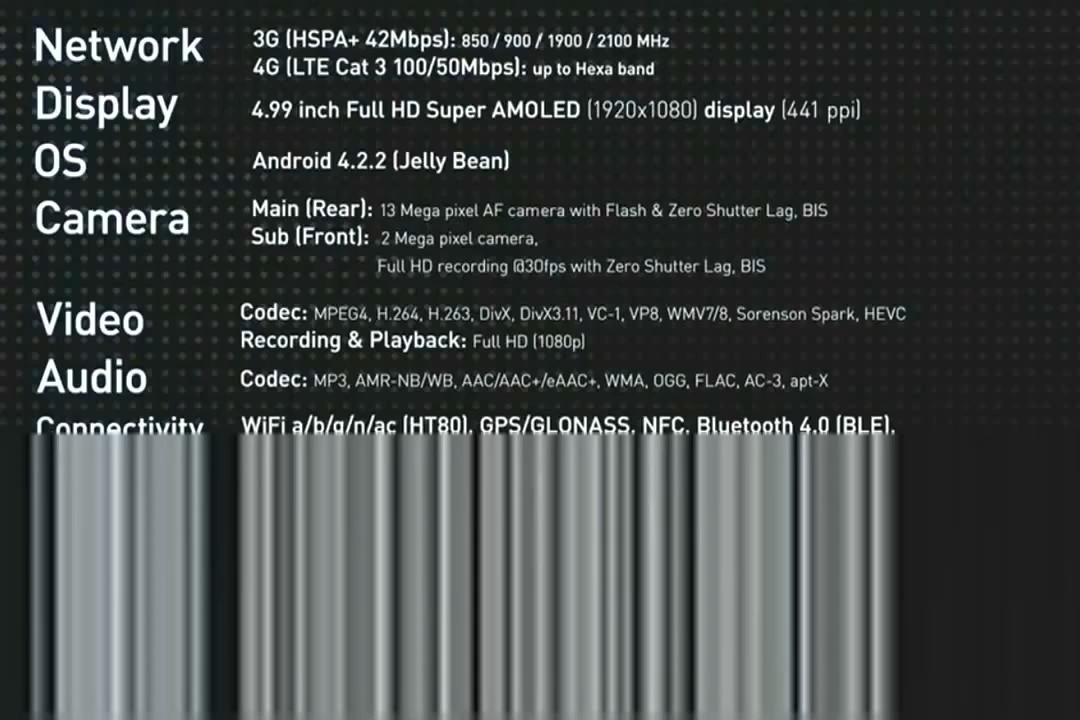 Network
3G (HSPA+ 42Mbps): 850 / 900 / 1900 / 2100 MHz
4G (LTE Cat 3 100/50Mbps): up to Hexa band
Display
4.99 inch Full HD Super AMOLED (1920x1080) display (441 ppi)
OS
Android 4.2.2 (Jelly Bean)
Camera
Main (Rear): 13 Mega pixel AF camera with Flash & Zero Shutter Lag, BIS
Sub (Front): 2 Mega pixel camera,
Full HD recording @30fps with Zero Shutter Lag, BIS
Video
Codec: MPEG4, H.264, H.263, DivX, DivX3.11, VC-1, VP8, WMV7/8, Sorenson Spark, HEVC
Recording & Playback: Full HD (1080p)
Audio
Codec: MP3, AMR-NB/WB, AAC/AAC+/eAAC+, WMA, OGG, FLAC, AC-3, apt-X
Connectivity
WiFi a/b/g/n/ac (HT80), GPS/GLONASS, NFC, Bluetooth 4.0 (BLE),